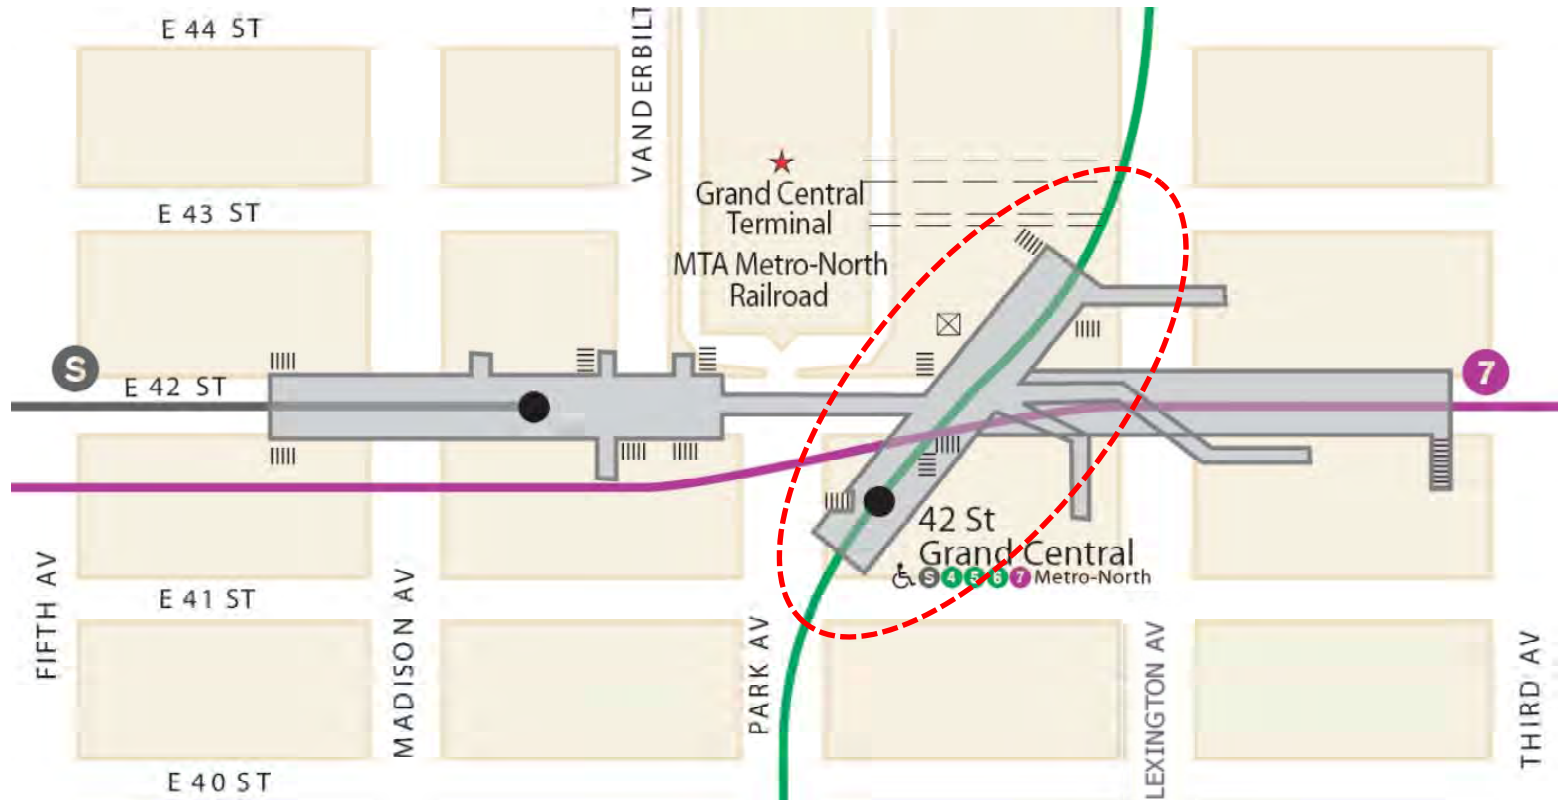 E 44 ST
VANDERBILT
Grand Central
Terminal
E 43 ST
MTA Metro-North
Railroad
S
E 42 ST
7
42 St
Grand Central
S 4 5 6 7 Metro-North
FIFTH AV
MADISON AV
E 41 ST
PARK AV
LEXINGTON AV
THIRD AV
E 40 ST